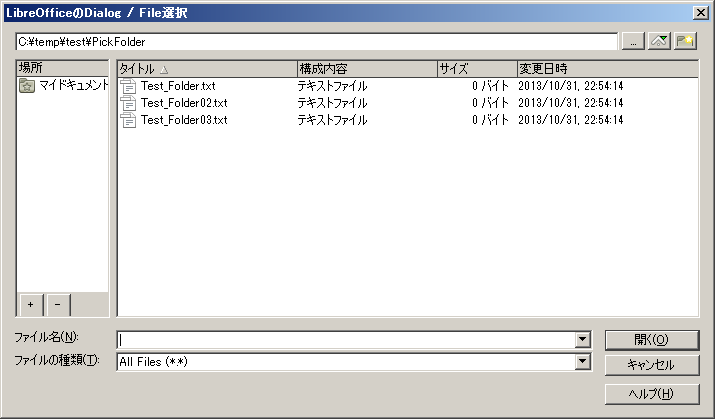 LibreOfficeのDialog / File選択
C:¥temp¥test¥PickFolder
...
場所
マイドキュメント
+ -
タイトル 構成内容 サイズ 変更日時
Test_Folder.txt テキストファイル 0 バイト 2013/10/31, 22:54:14
Test_Folder02.txt テキストファイル 0 バイト 2013/10/31, 22:54:14
Test_Folder03.txt テキストファイル 0 バイト 2013/10/31, 22:54:14
ファイル名(N):
開く(O)
ファイルの種類(T): All Files (*.*)
キャンセル
ヘルプ(H)